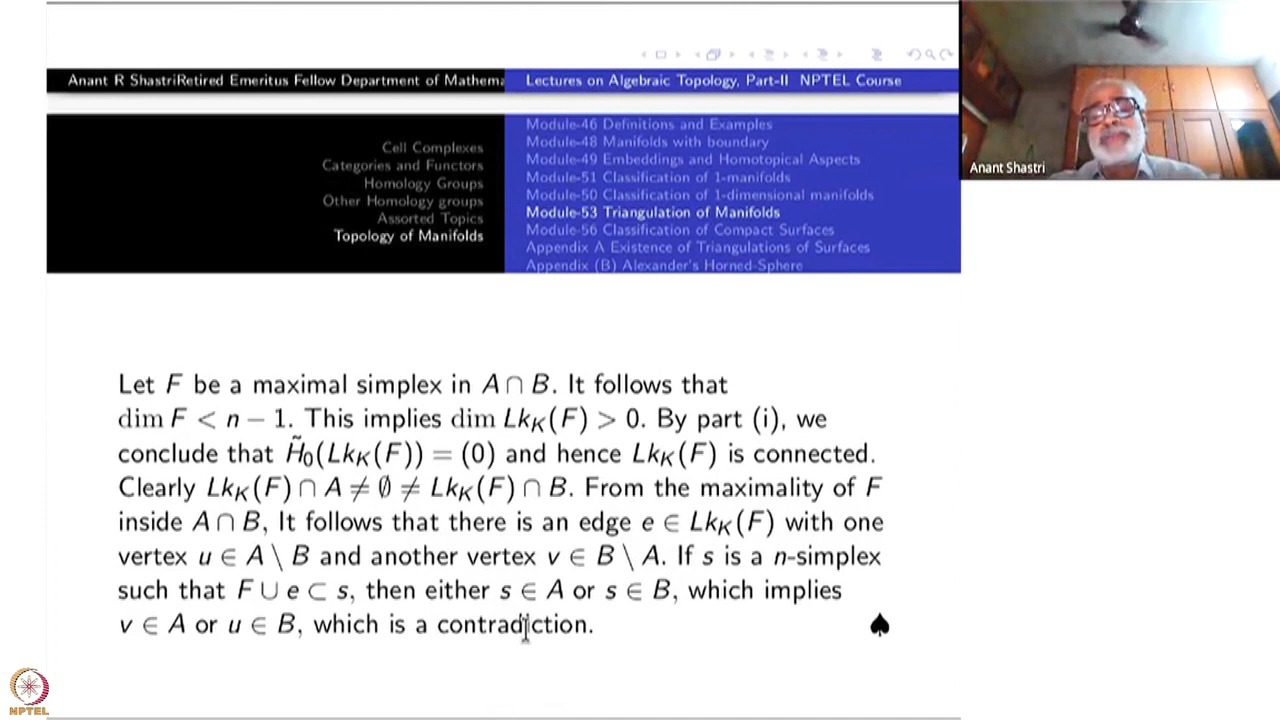 Anant R ShastriRetired Emeritus Fellow Department of Mathema
Lectures on Algebraic Topology, Part-II NPTEL Course
Cell Complexes
Categories and Functors
Homology Groups
Other Homology groups
Assorted Topics
Topology of Manifolds
Module-46 Definitions and Examples
Module-48 Manifolds with boundary
Module-49 Embeddings and Homotopical Aspects
Module-51 Classification of 1-manifolds
Module-50 Classification of 1-dimensional manifolds
Module-53 Triangulation of Manifolds
Module-56 Classification of Compact Surfaces
Appendix A Existence of Triangulations of Surfaces
Appendix (B) Alexander's Horned-Sphere
Anant Shastri
Let F be a maximal simplex in A ∩ B. It follows that
dim F < n − 1. This implies dim Lk_K(F) > 0. By part (i), we
conclude that H̃₀(Lk_K(F)) = (0) and hence Lk_K(F) is connected.
Clearly Lk_K(F) ∩ A ≠ ∅ ≠ Lk_K(F) ∩ B. From the maximality of F
inside A ∩ B, It follows that there is an edge e ∈ Lk_K(F) with one
vertex u ∈ A \ B and another vertex v ∈ B \ A. If s is a n-simplex
such that F ∪ e ⊂ s, then either s ∈ A or s ∈ B, which implies
v ∈ A or u ∈ B, which is a contradiction. ♠
NPTEL